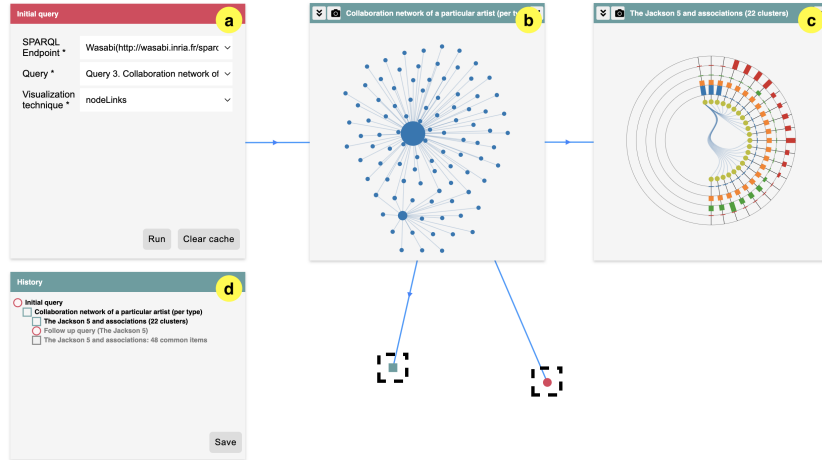 Initial query
a
SPARQL
Endpoint *
Wasabi(http://wasabi.inria.fr/sparc
Query *
Query 3. Collaboration network of
Visualization
technique *
nodeLinks
Run
Clear cache
Collaboration network of a particular artist (per
b
The Jackson 5 and associations (22 clusters)
c
History
d
Initial query
Collaboration network of a particular artist (per type)
The Jackson 5 and associations (22 clusters)
Follow up query (The Jackson 5)
The Jackson 5 and associations: 48 common items
Save